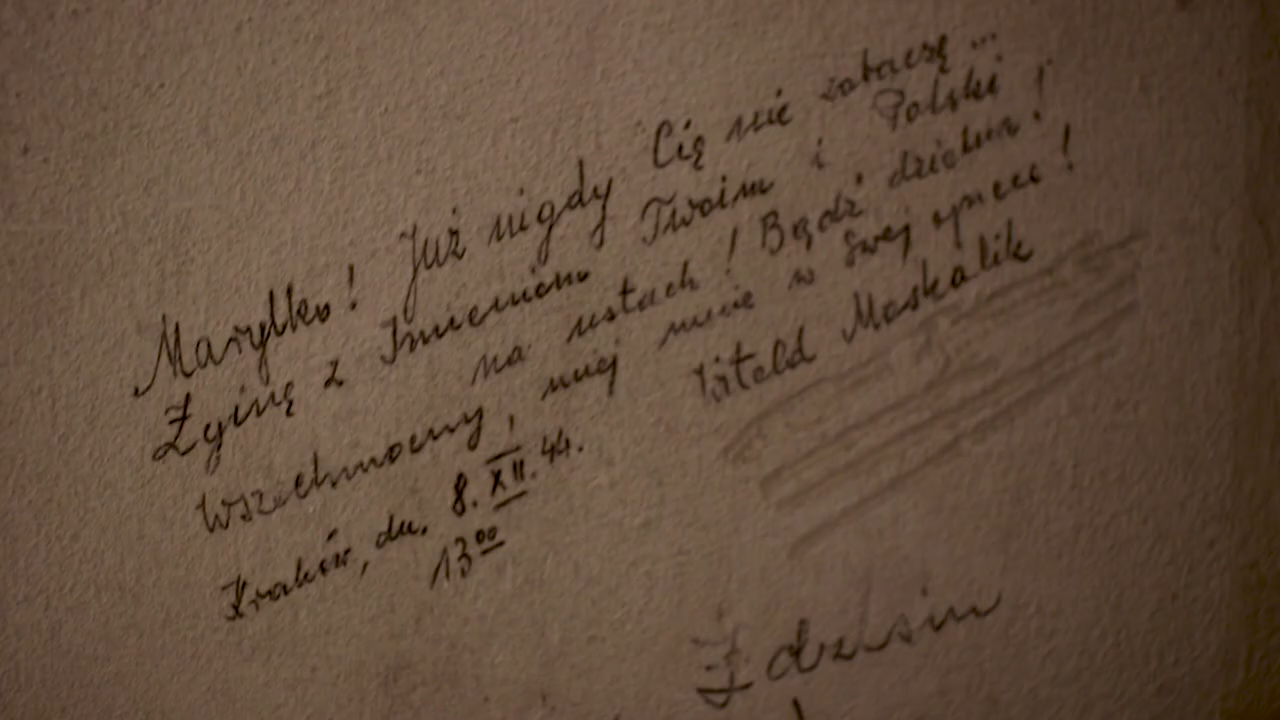 Marylko! Już nigdy Cię nie zobaczę ...
Zginę z Imieniem Twoim i Polski
na ustach! Bądź dzielna!
Wszechmocny, miej mnie w swej opiece!
Witold Moskalik
Kraków, dn. 8. XII. 44.
13⁰⁰